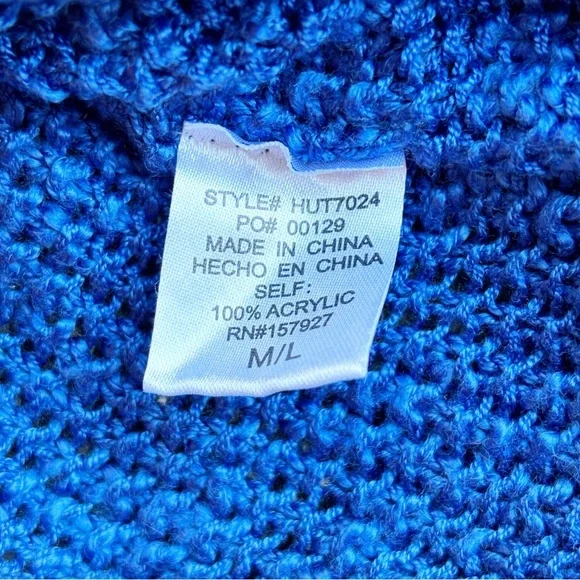 STYLE# HUT7024
PO# 00129
MADE IN CHINA
HECHO EN CHINA
SELF:
100% ACRYLIC
RN#157927
M/L